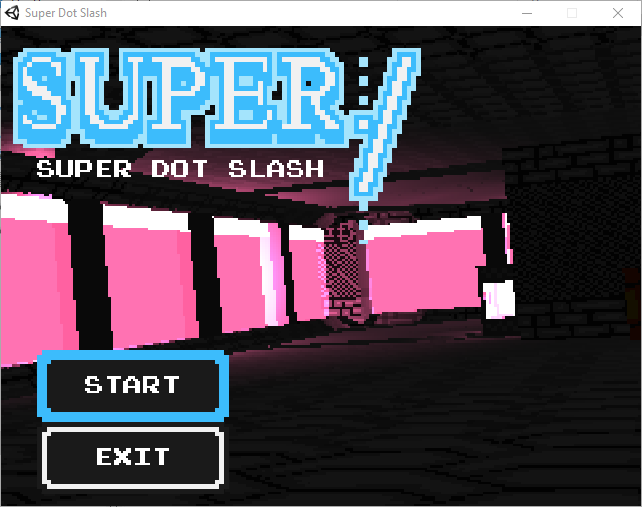 Super Dot Slash
SUPER./
SUPER DOT SLASH
START
EXIT